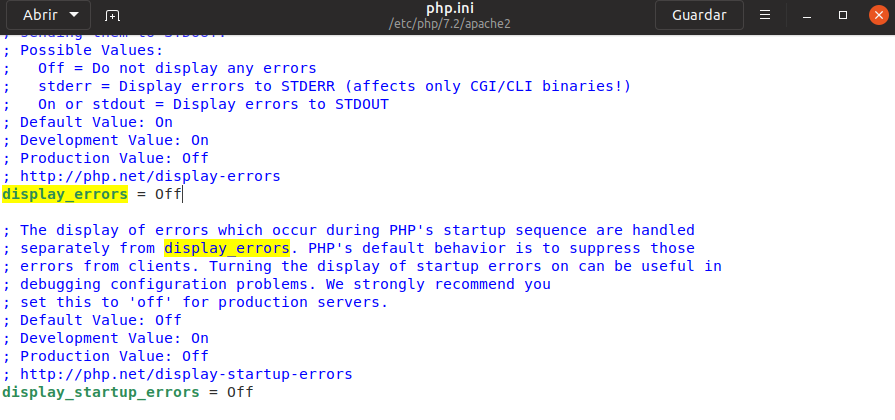 Abrir
php.ini
/etc/php/7.2/apache2
Guardar
; sending them to STDOUT.
; Possible Values:
;   Off = Do not display any errors
;   stderr = Display errors to STDERR (affects only CGI/CLI binaries!)
;   On or stdout = Display errors to STDOUT
; Default Value: On
; Development Value: On
; Production Value: Off
; http://php.net/display-errors
display_errors = Off
; The display of errors which occur during PHP's startup sequence are handled
; separately from display_errors. PHP's default behavior is to suppress those
; errors from clients. Turning the display of startup errors on can be useful in
; debugging configuration problems. We strongly recommend you
; set this to 'off' for production servers.
; Default Value: Off
; Development Value: On
; Production Value: Off
; http://php.net/display-startup-errors
display_startup_errors = Off